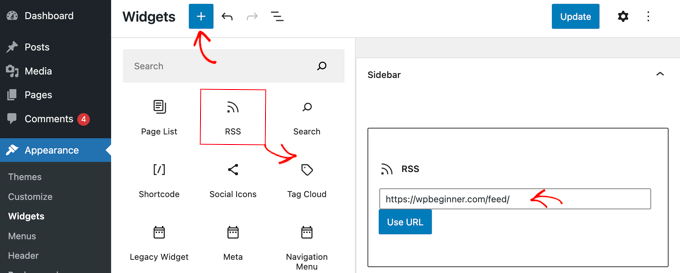 Dashboard
Posts
Media
Pages
Comments 4
Appearance
Themes
Customize
Widgets
Menus
Header
Widgets
Update
Search
Page List
RSS
Search
Shortcode
Social Icons
Tag Cloud
Legacy Widget
Meta
Navigation
Menu
Sidebar
RSS
https://wpbeginner.com/feed/
Use URL